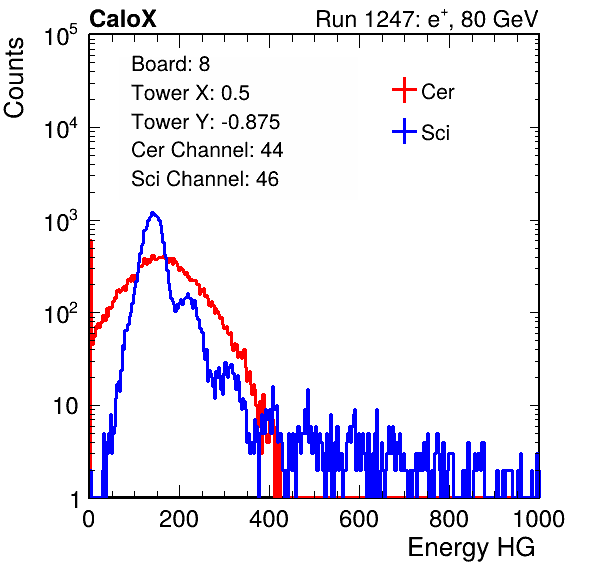 CaloX Run 1247: e⁺, 80 GeV
Counts
10⁵
10⁴
10³
10²
10
1
Board: 8
Tower X: 0.5
Tower Y: -0.875
Cer Channel: 44
Sci Channel: 46
Cer
Sci
0 200 400 600 800 1000
Energy HG